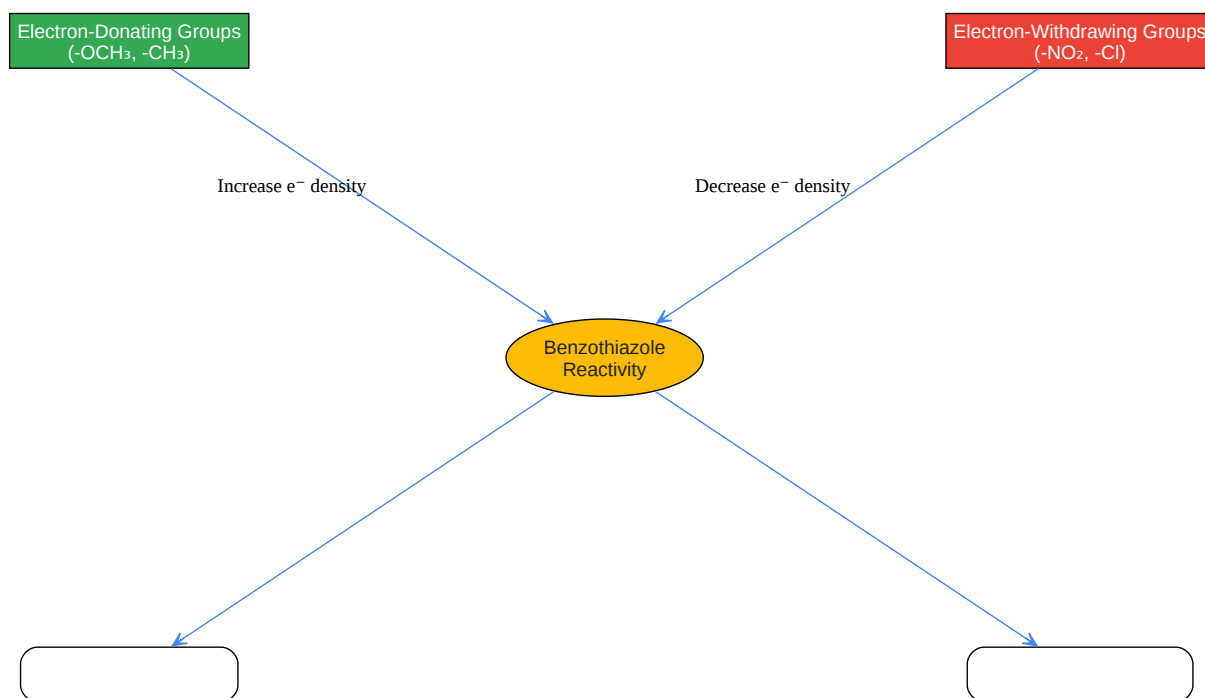 Electron-Donating Groups
(-OCH₃, -CH₃)
Electron-Withdrawing Groups
(-NO₂, -Cl)
Increase e⁻ density
Decrease e⁻ density
Benzothiazole
Reactivity